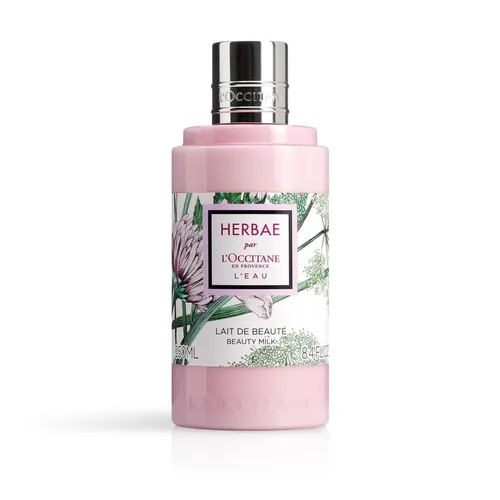 L'OCCITANE
HERBAE
par
L'OCCITANE
EN PROVENCE
L'EAU
LAIT DE BEAUTÉ
BEAUTY MILK
250ML 8.4 FL.OZ